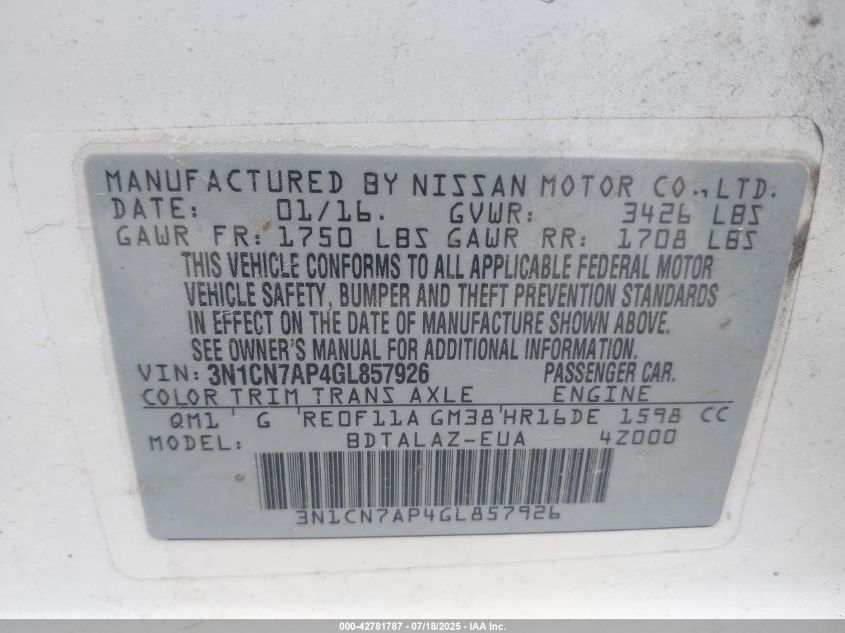 MANUFACTURED BY NISSAN MOTOR CO., LTD.
DATE: 01/16. GVWR: 3426 LBS
GAWR FR: 1750 LBS GAWR RR: 1708 LBS
THIS VEHICLE CONFORMS TO ALL APPLICABLE FEDERAL MOTOR
VEHICLE SAFETY, BUMPER AND THEFT PREVENTION STANDARDS
IN EFFECT ON THE DATE OF MANUFACTURE SHOWN ABOVE.
SEE OWNER'S MANUAL FOR ADDITIONAL INFORMATION.
VIN: 3N1CN7AP4GL857926 PASSENGER CAR.
COLOR TRIM TRANS AXLE ENGINE
QM1 G RE0F11A GM38 HR16DE 1598 CC
MODEL: BDTALAZ-EUA 4Z000
3N1CN7AP4GL857926
000-42781787 - 07/18/2025 - IAA Inc.